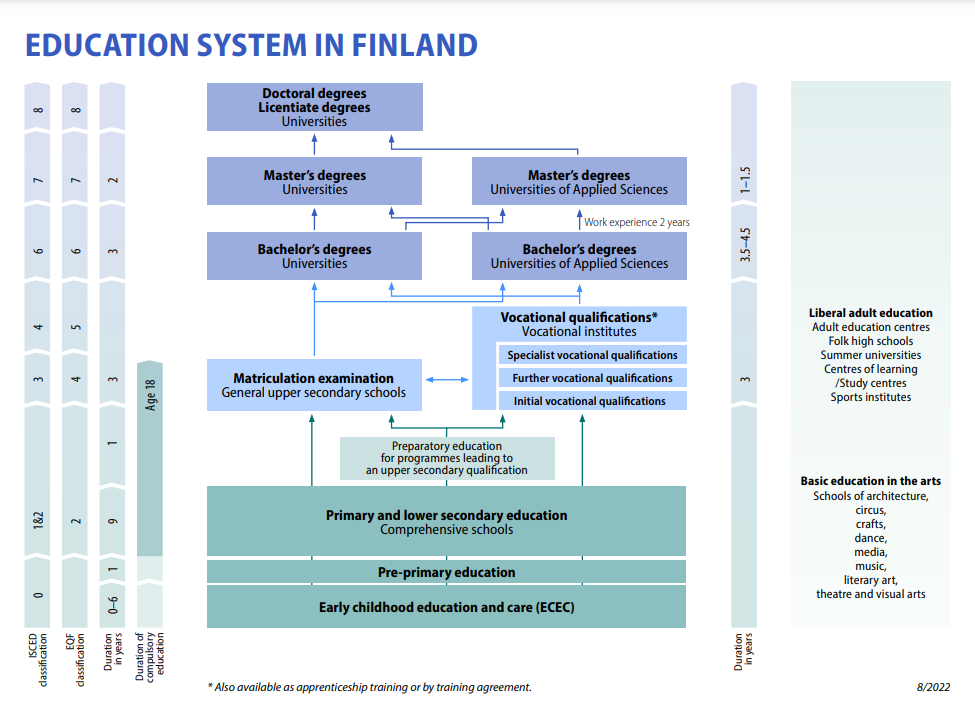 EDUCATION SYSTEM IN FINLAND
8
8
Doctoral degrees
Licentiate degrees
Universities
7
7
2
Master's degrees
Universities
Master's degrees
Universities of Applied Sciences
1–1.5
Work experience 2 years
6
6
3
Bachelor's degrees
Universities
Bachelor's degrees
Universities of Applied Sciences
3.5–4.5
4
5
Vocational qualifications*
Vocational institutes
Specialist vocational qualifications
Further vocational qualifications
Initial vocational qualifications
3
4
3
Age 18
Matriculation examination
General upper secondary schools
3
1
Preparatory education
for programmes leading to
an upper secondary qualification
1&2
2
9
Primary and lower secondary education
Comprehensive schools
1
Pre-primary education
0
0–6
Early childhood education and care (ECEC)
Liberal adult education
Adult education centres
Folk high schools
Summer universities
Centres of learning
/Study centres
Sports institutes
Basic education in the arts
Schools of architecture,
circus,
crafts,
dance,
media,
music,
literary art,
theatre and visual arts
ISCED
classification
EQF
classification
Duration
in years
Duration of
compulsory
education
Duration
in years
* Also available as apprenticeship training or by training agreement.
8/2022